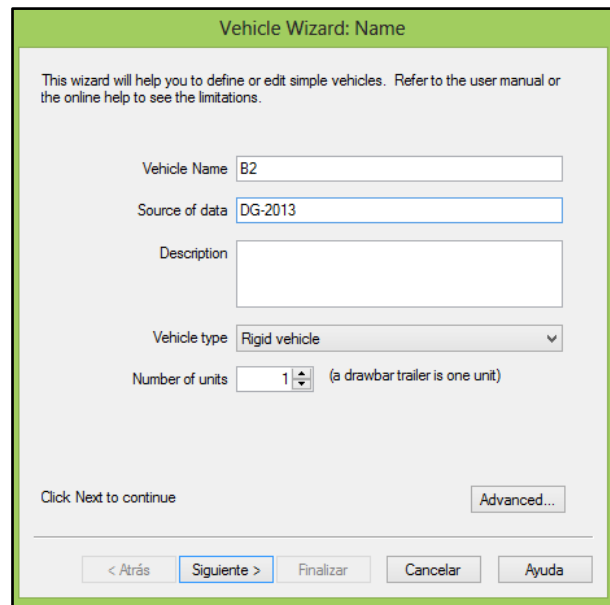 Vehicle Wizard: Name
This wizard will help you to define or edit simple vehicles. Refer to the user manual or
the online help to see the limitations.
Vehicle Name B2
Source of data DG-2013
Description
Vehicle type Rigid vehicle
Number of units 1 (a drawbar trailer is one unit)
Click Next to continue Advanced...
< Atrás Siguiente > Finalizar Cancelar Ayuda